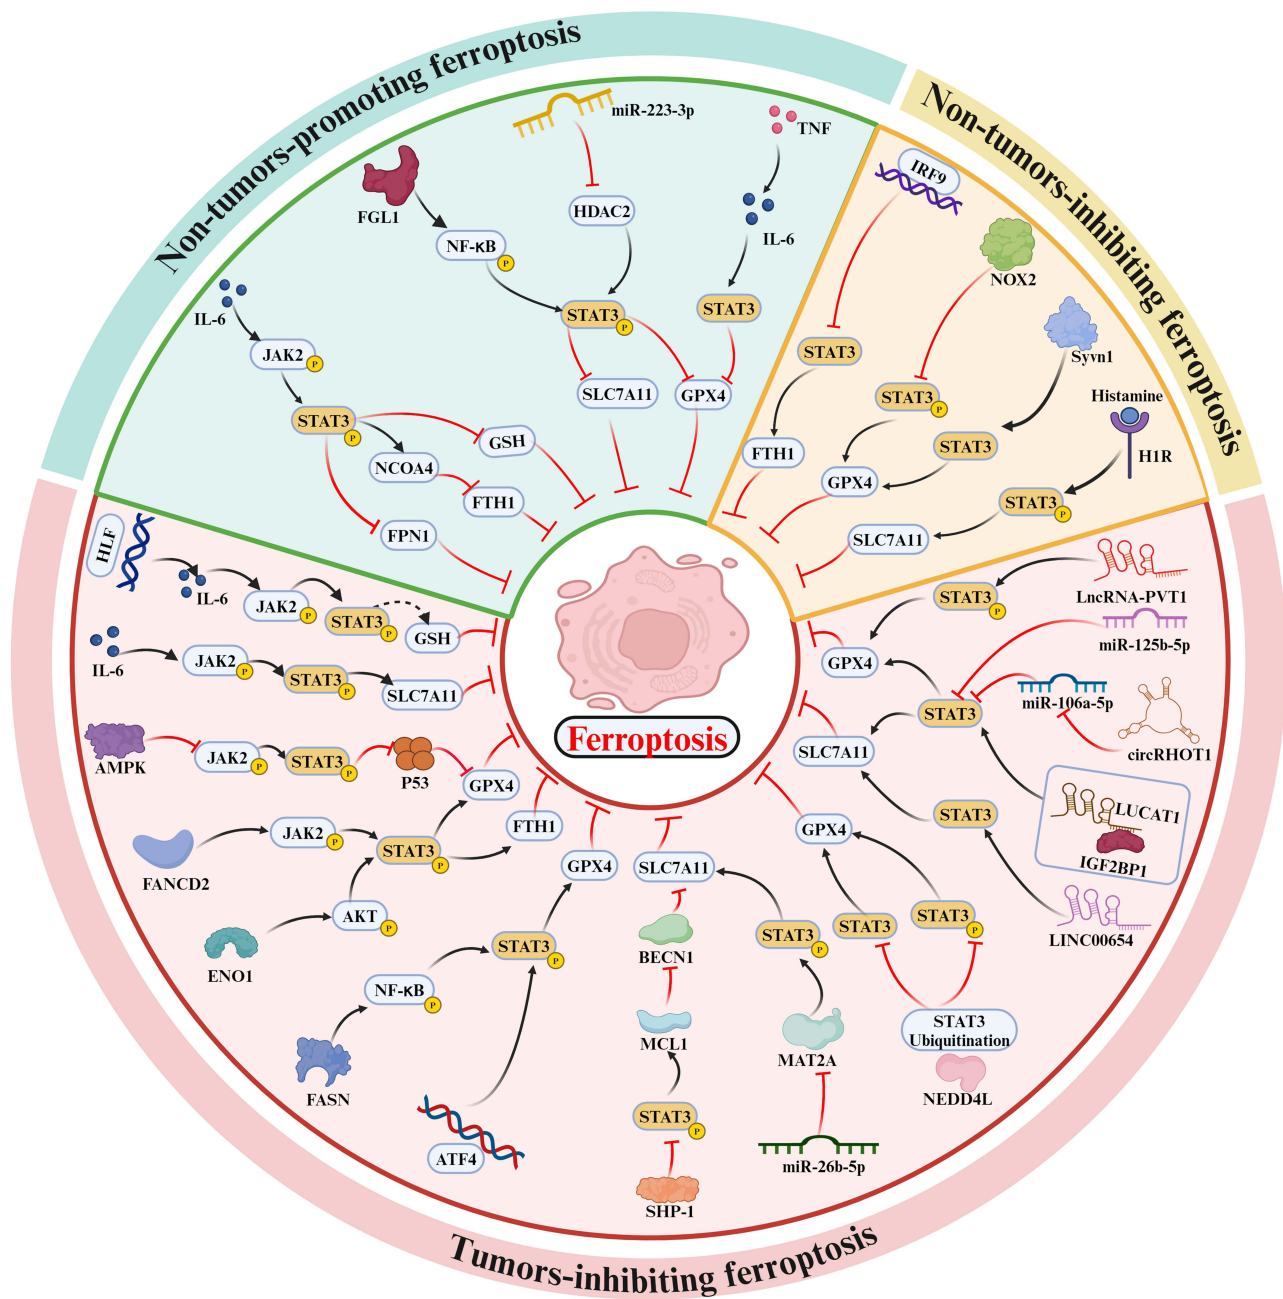 Non-tumors-promoting ferroptosis
miR-223-3p
TNF
FGL1
HDAC2
NF-κB
P
IL-6
IL-6
STAT3
P
STAT3
JAK2
P
SLC7A11
GPX4
STAT3
P
GSH
NCOA4
FTH1
FPN1
Non-tumors-inhibiting ferroptosis
IRF9
NOX2
STAT3
Syvn1
STAT3
P
Histamine
H1R
FTH1
STAT3
GPX4
STAT3
P
SLC7A11
Ferroptosis
HLF
IL-6
JAK2
P
STAT3
P
GSH
IL-6
JAK2
P
STAT3
P
SLC7A11
AMPK
JAK2
P
STAT3
P
P53
GPX4
FANCD2
JAK2
P
STAT3
P
FTH1
ENO1
AKT
P
GPX4
FASN
NF-κB
P
STAT3
P
ATF4
SLC7A11
BECN1
MCL1
STAT3
P
SHP-1
STAT3
P
MAT2A
miR-26b-5p
GPX4
STAT3
STAT3
P
STAT3
Ubiquitination
NEDD4L
LncRNA-PVT1
STAT3
P
miR-125b-5p
GPX4
miR-106a-5p
STAT3
circRHOT1
SLC7A11
LUCAT1
IGF2BP1
STAT3
LINC00654
Tumors-inhibiting ferroptosis